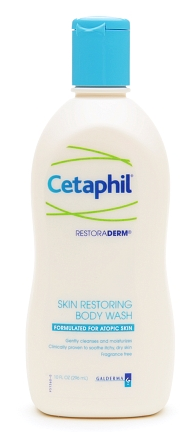 Cetaphil®
RESTORADERM®
SKIN RESTORING
BODY WASH
FORMULATED FOR ATOPIC SKIN
Gently cleanses and moisturizes
Clinically proven to soothe itchy, dry skin
fragrance free
GALDERMA